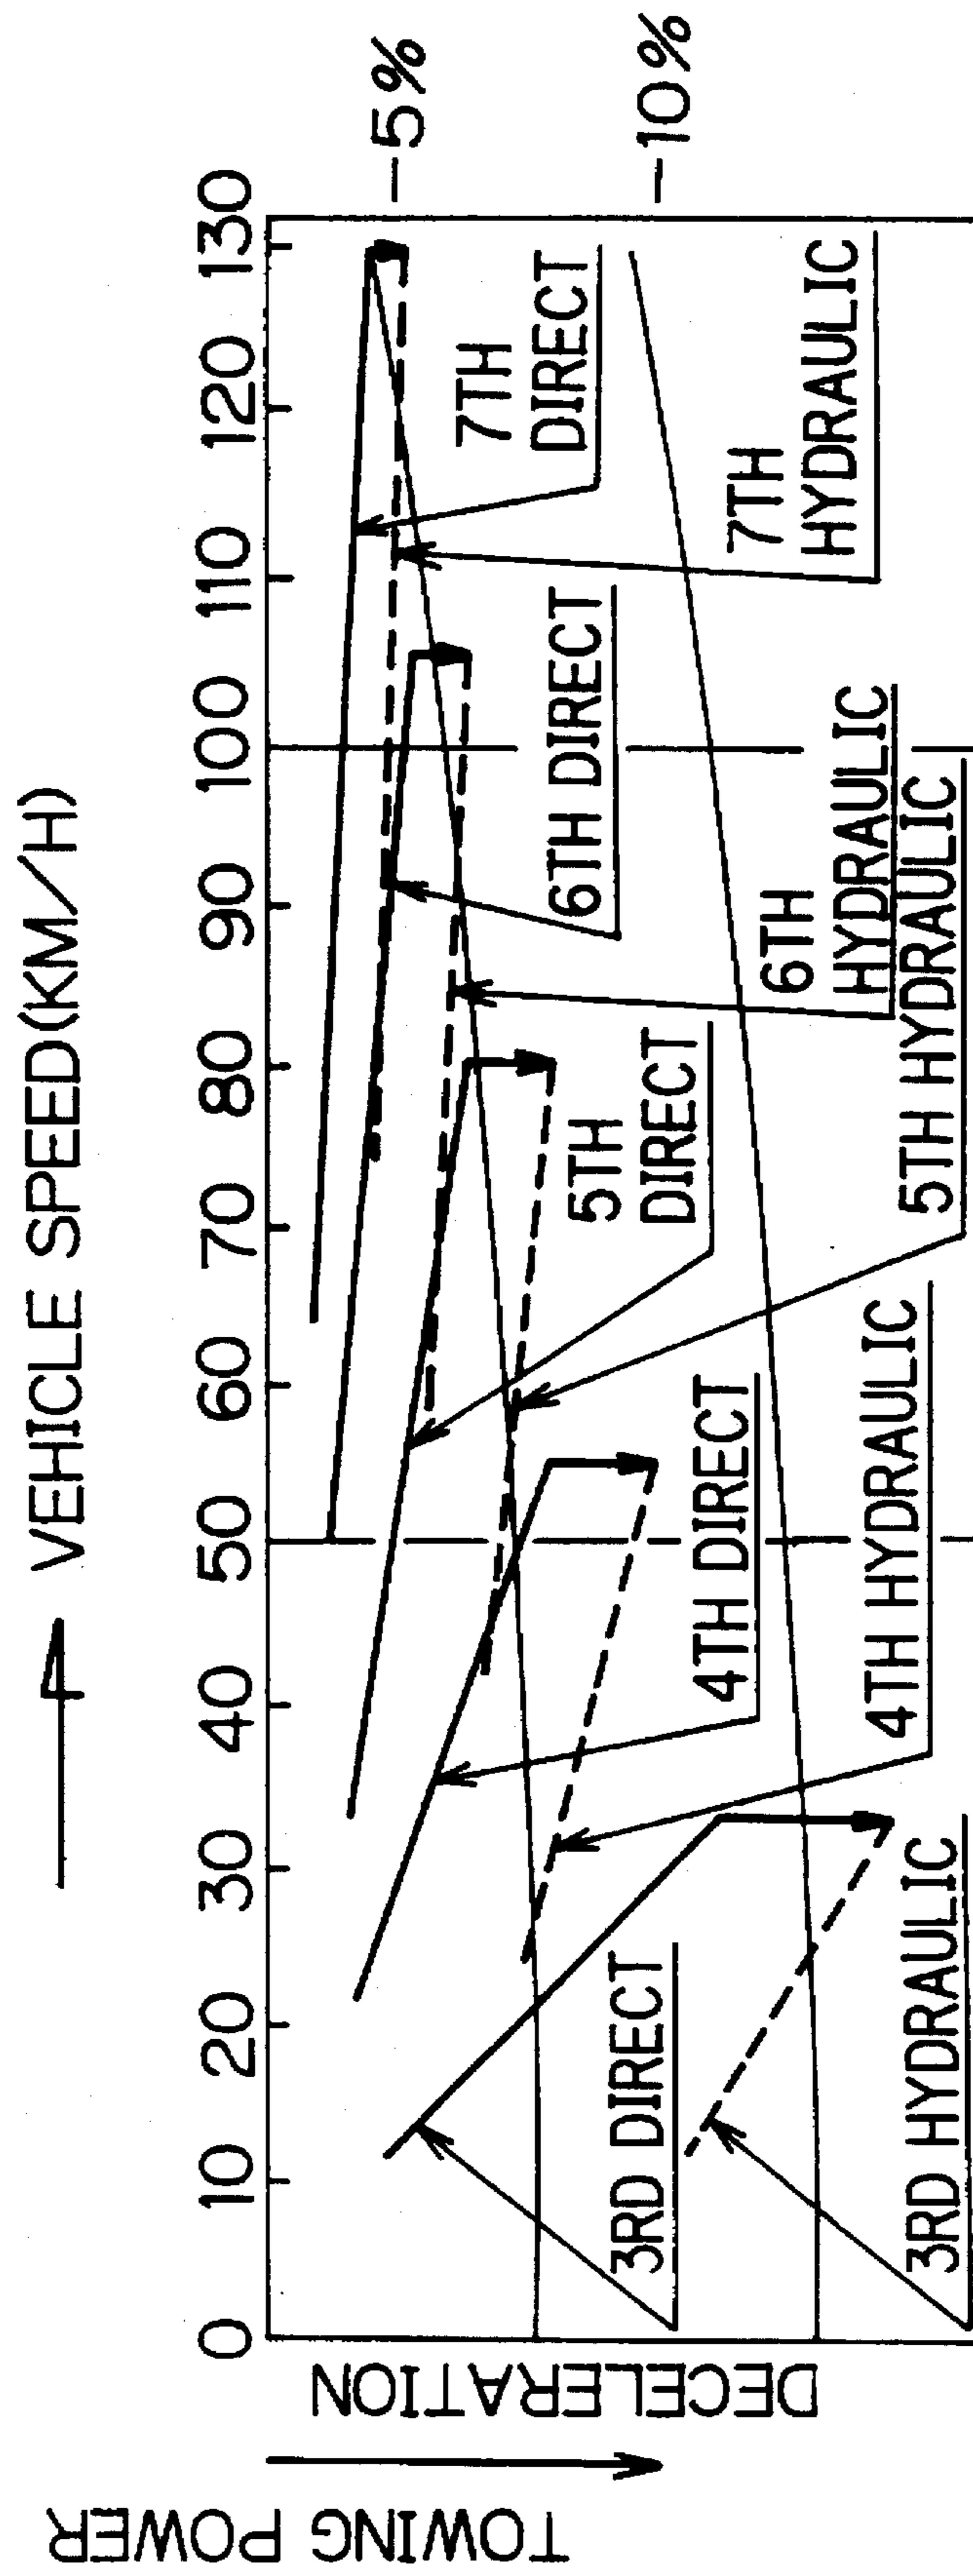 VEHICLE SPEED(KM/H)
0 10 20 30 40 50 60 70 80 90 100 110 120 130
TOWING POWER
DECELERATION
-5%
-10%
7TH
DIRECT
7TH
HYDRAULIC
6TH DIRECT
6TH
HYDRAULIC
5TH
DIRECT
5TH HYDRAULIC
4TH DIRECT
4TH HYDRAULIC
3RD DIRECT
3RD HYDRAULIC